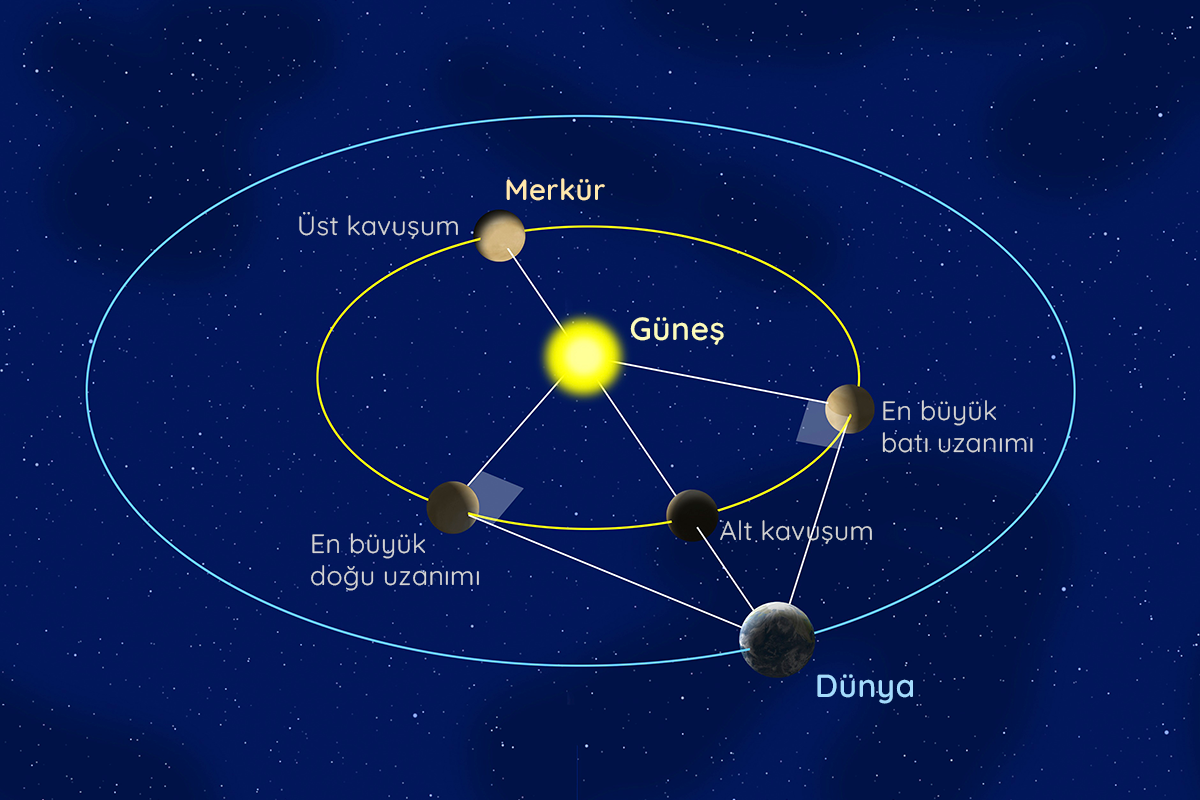 Merkür
Üst kavuşum
Güneş
En büyük
batı uzanımı
Alt kavuşum
En büyük
doğu uzanımı
Dünya